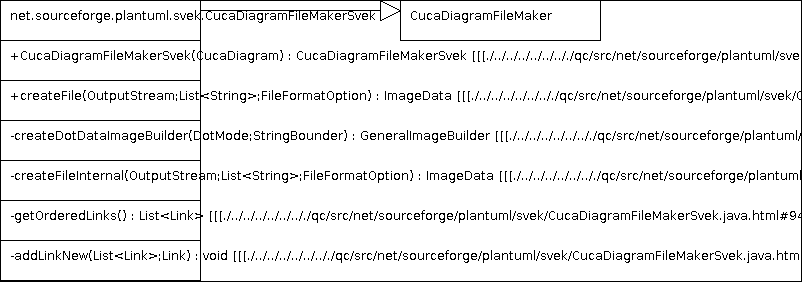 net.sourceforge.plantuml.svek.CucaDiagramFileMakerSvek
CucaDiagramFileMaker
+CucaDiagramFileMakerSvek(CucaDiagram) : CucaDiagramFileMakerSvek [[[./../../../../../../../qc/src/net/sourceforge/plantuml/sve
+createFile(OutputStream;List<String>;FileFormatOption) : ImageData [[[./../../../../../../../qc/src/net/sourceforge/plantuml/svek/C
-createDotDataImageBuilder(DotMode;StringBounder) : GeneralImageBuilder [[[./../../../../../../../qc/src/net/sourceforge/plantuml/
-createFileInternal(OutputStream;List<String>;FileFormatOption) : ImageData [[[./../../../../../../../qc/src/net/sourceforge/plantuml
-getOrderedLinks() : List<Link> [[[./../../../../../../../qc/src/net/sourceforge/plantuml/svek/CucaDiagramFileMakerSvek.java.html#94
-addLinkNew(List<Link>;Link) : void [[[./../../../../../../../qc/src/net/sourceforge/plantuml/svek/CucaDiagramFileMakerSvek.java.htm